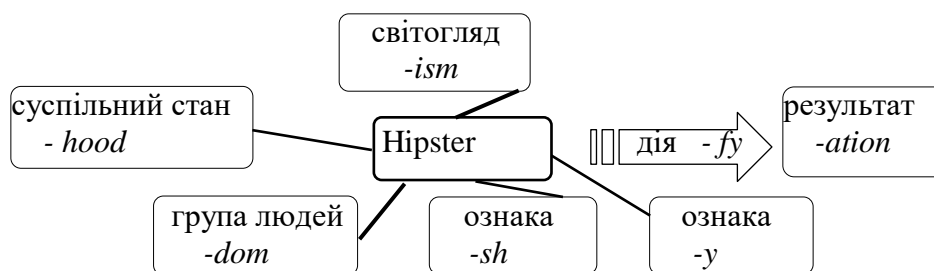 світогляд
-ism
суспільний стан
- hood
Hipster
дія - fy
результат
-ation
група людей
-dom
ознака
-sh
ознака
-y